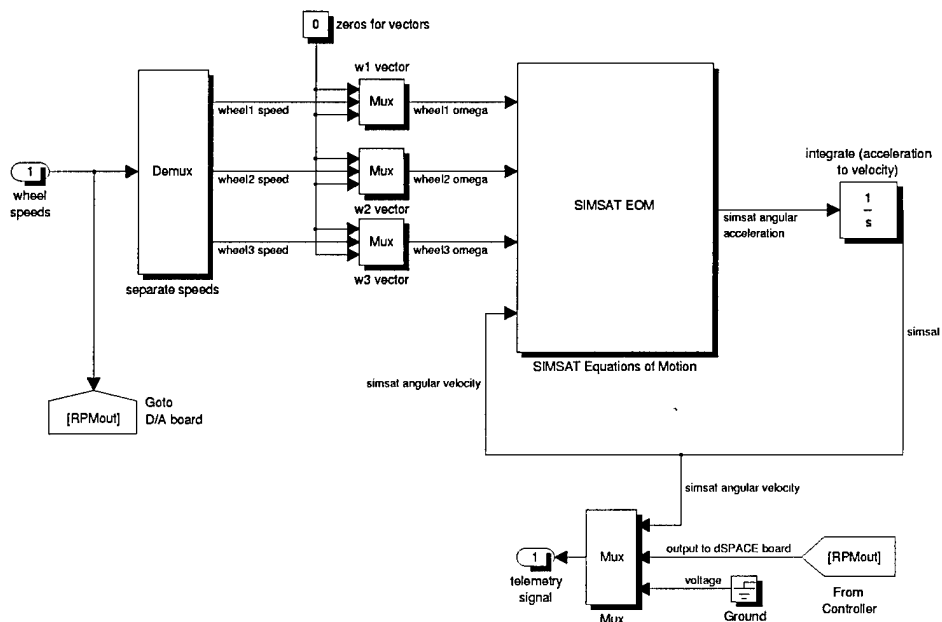 0
zeros for vectors
w1 vector
Mux
wheel1 speed
wheel1 omega
Demux
1
wheel
speeds
wheel2 speed
Mux
wheel2 omega
w2 vector
SIMSAT EOM
integrate (acceleration
to velocity)
1
s
simsat angular
acceleration
wheel3 speed
Mux
wheel3 omega
w3 vector
separate speeds
simsat
SIMSAT Equations of Motion
simsat angular velocity
[RPMout]
Goto
D/A board
simsat angular velocity
Mux
output to dSPACE board
[RPMout]
1
telemetry
signal
voltage
From
Controller
Ground
Mux